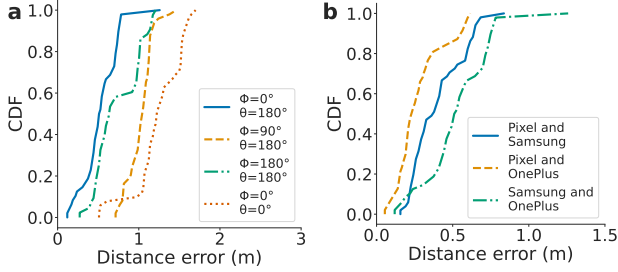 a
CDF
1.0
0.8
0.6
0.4
0.2
0.0
0
1
2
3
Distance error (m)
Φ=0°
θ=180°
Φ=90°
θ=180°
Φ=180°
θ=180°
Φ=0°
θ=0°
b
CDF
1.0
0.8
0.6
0.4
0.2
0.0
0.0
0.5
1.0
1.5
Distance error (m)
Pixel and
Samsung
Pixel and
OnePlus
Samsung and
OnePlus